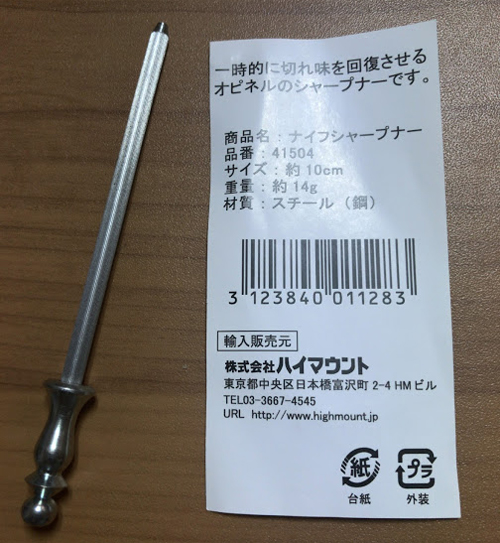 一時的に切れ味を回復させる
オピネルのシャープナーです。
商品名：ナイフシャープナー
品番：41504
サイズ：約10cm
重量：約14g
材質：スチール（鋼）
3 123840 011283
輸入販売元
株式会社ハイマウント
東京都中央区日本橋富沢町 2-4 HM ビル
TEL03-3667-4545
URL http://www.highmount.jp
紙 プラ
台紙 外装